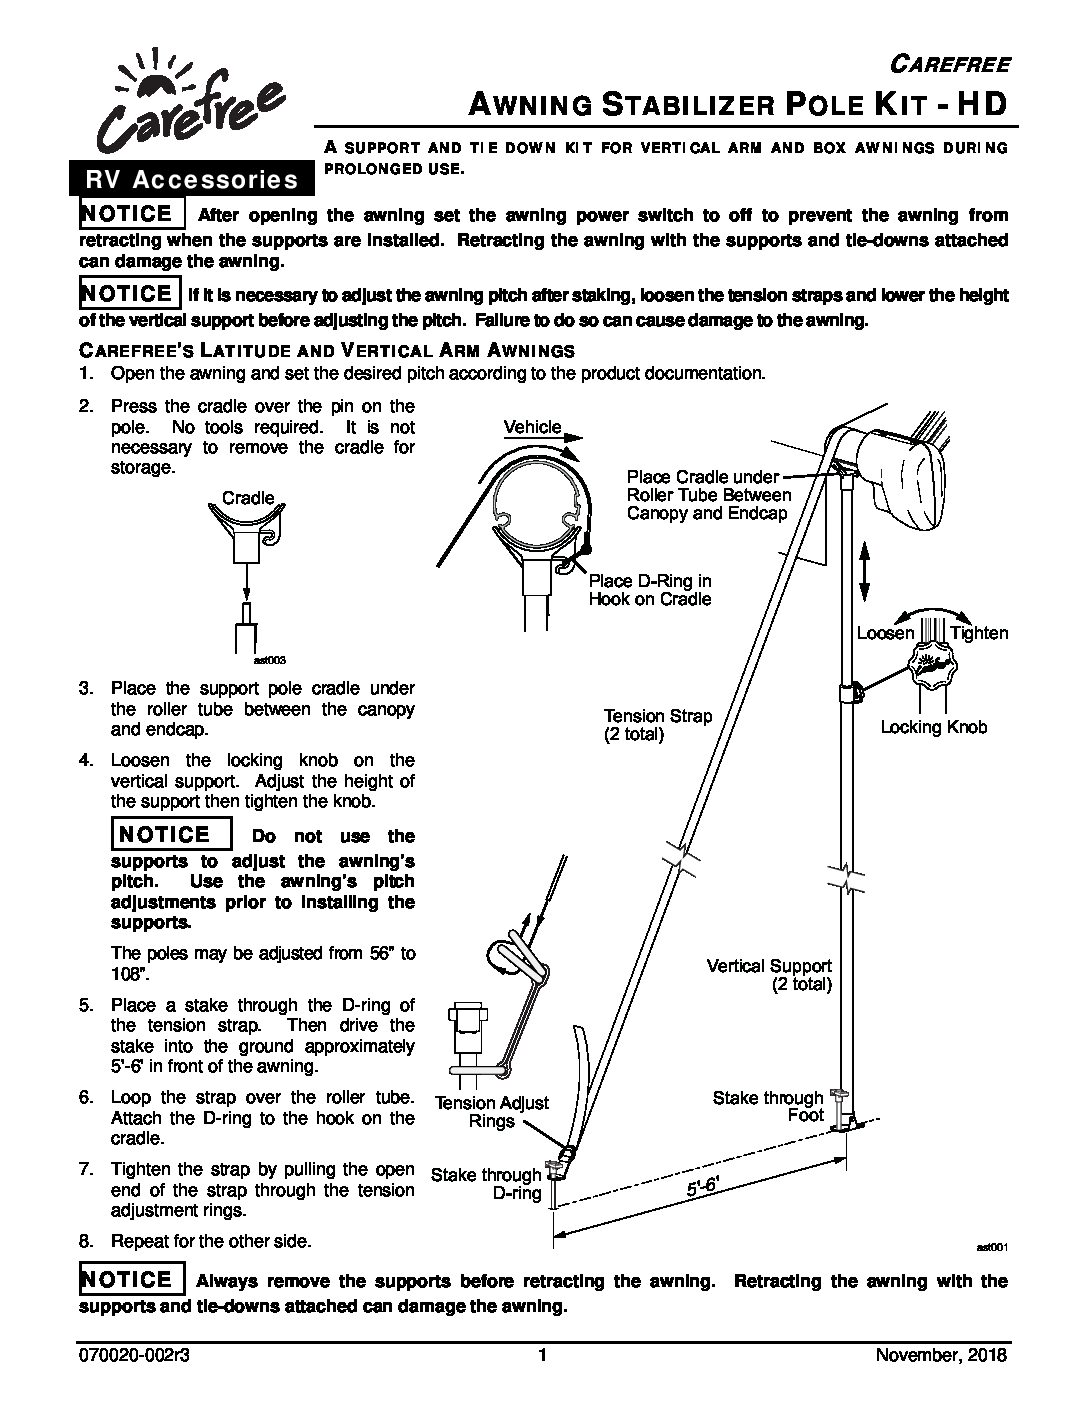 Carefree
CAREFREE
AWNING STABILIZER POLE KIT - HD
RV Accessories
A SUPPORT AND TIE DOWN KIT FOR VERTICAL ARM AND BOX AWNINGS DURING
PROLONGED USE.
NOTICE After opening the awning set the awning power switch to off to prevent the awning from
retracting when the supports are installed. Retracting the awning with the supports and tie-downs attached
can damage the awning.
NOTICE If it is necessary to adjust the awning pitch after staking, loosen the tension straps and lower the height
of the vertical support before adjusting the pitch. Failure to do so can cause damage to the awning.
CAREFREE'S LATITUDE AND VERTICAL ARM AWNINGS
1. Open the awning and set the desired pitch according to the product documentation.
2. Press the cradle over the pin on the
pole. No tools required. It is not
necessary to remove the cradle for
storage.
Cradle
ast003
3. Place the support pole cradle under
the roller tube between the canopy
and endcap.
4. Loosen the locking knob on the
vertical support. Adjust the height of
the support then tighten the knob.
NOTICE Do not use the
supports to adjust the awning's
pitch. Use the awning's pitch
adjustments prior to installing the
supports.
The poles may be adjusted from 56" to
108".
5. Place a stake through the D-ring of
the tension strap. Then drive the
stake into the ground approximately
5'-6' in front of the awning.
6. Loop the strap over the roller tube.
Attach the D-ring to the hook on the
cradle.
7. Tighten the strap by pulling the open
end of the strap through the tension
adjustment rings.
8. Repeat for the other side.
Vehicle
Place Cradle under
Roller Tube Between
Canopy and Endcap
Place D-Ring in
Hook on Cradle
Loosen
Tighten
Locking Knob
Tension Strap
(2 total)
Vertical Support
(2 total)
Tension Adjust
Rings
Stake through
Foot
Stake through
D-ring
5'-6'
ast001
NOTICE Always remove the supports before retracting the awning. Retracting the awning with the
supports and tie-downs attached can damage the awning.
070020-002r3
1
November, 2018